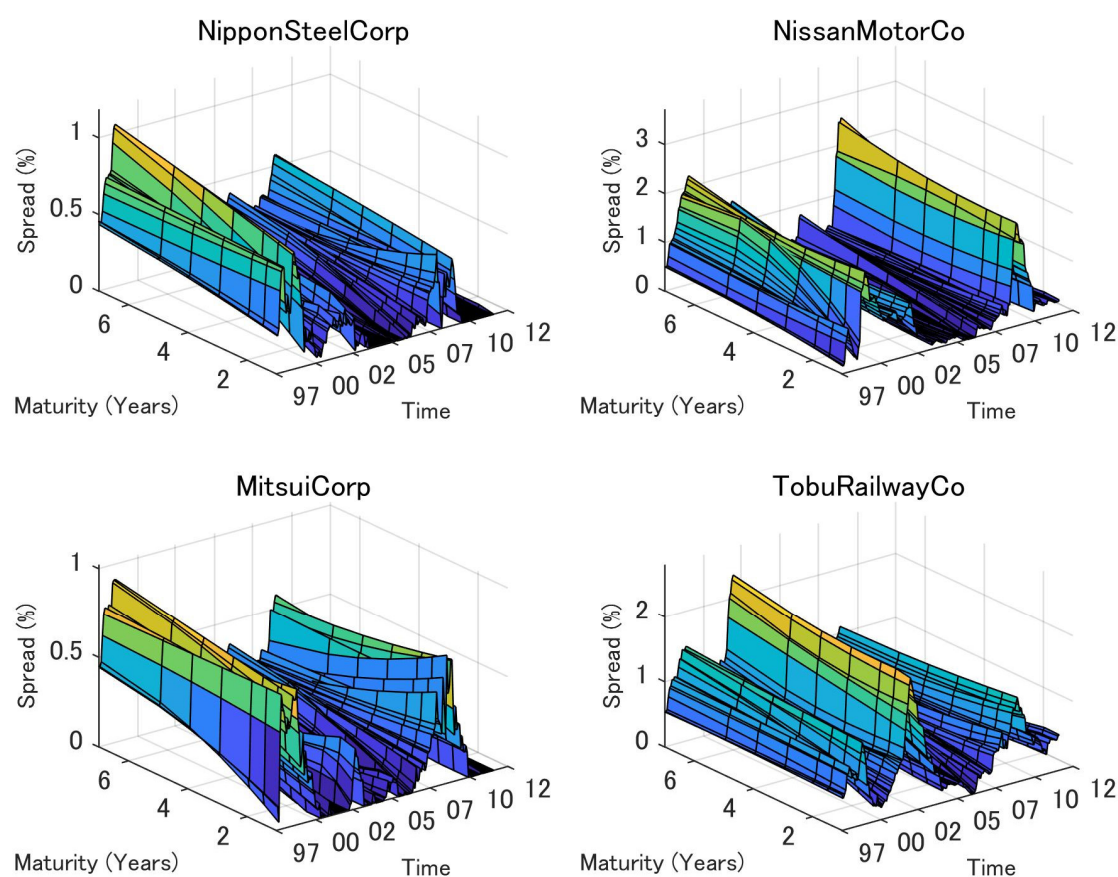 NipponSteelCorp
Spread (%)
1
0.5
0
6
4
2
Maturity (Years)
97 00 02 05 07 10 12
Time
NissanMotorCo
Spread (%)
3
2
1
0
6
4
2
Maturity (Years)
97 00 02 05 07 10 12
Time
MitsuiCorp
Spread (%)
1
0.5
0
6
4
2
Maturity (Years)
97 00 02 05 07 10 12
Time
TobuRailwayCo
Spread (%)
2
1
0
6
4
2
Maturity (Years)
97 00 02 05 07 10 12
Time